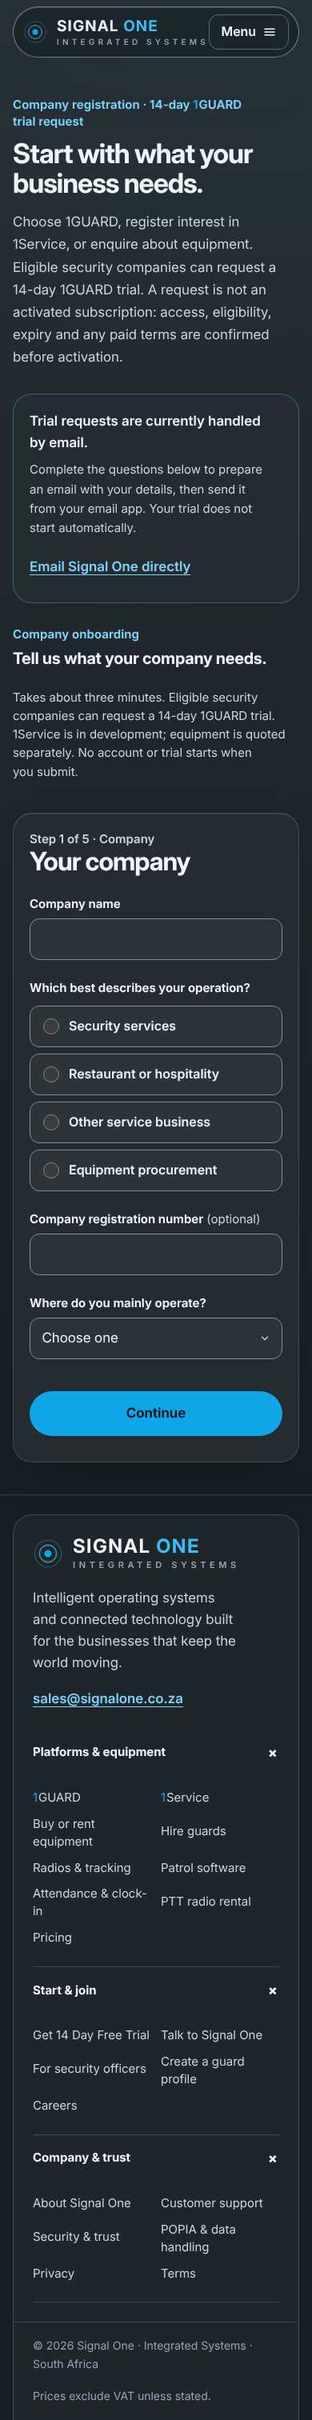 SIGNAL ONE
INTEGRATED SYSTEMS
Menu
Company registration · 14-day 1GUARD
trial request
Start with what your
business needs.
Choose 1GUARD, register interest in
1Service, or enquire about equipment.
Eligible security companies can request a
14-day 1GUARD trial. A request is not an
activated subscription: access, eligibility,
expiry and any paid terms are confirmed
before activation.
Trial requests are currently handled
by email.
Complete the questions below to prepare
an email with your details, then send it
from your email app. Your trial does not
start automatically.
Email Signal One directly
Company onboarding
Tell us what your company needs.
Takes about three minutes. Eligible security
companies can request a 14-day 1GUARD trial.
1Service is in development; equipment is quoted
separately. No account or trial starts when
you submit.
Step 1 of 5 · Company
Your company
Company name
Which best describes your operation?
Security services
Restaurant or hospitality
Other service business
Equipment procurement
Company registration number (optional)
Where do you mainly operate?
Choose one
Continue
SIGNAL ONE
INTEGRATED SYSTEMS
Intelligent operating systems
and connected technology built
for the businesses that keep the
world moving.
sales@signalone.co.za
Platforms & equipment
1GUARD
1Service
Buy or rent
equipment
Hire guards
Radios & tracking
Patrol software
Attendance & clock-
in
PTT radio rental
Pricing
Start & join
Get 14 Day Free Trial
Talk to Signal One
For security officers
Create a guard
profile
Careers
Company & trust
About Signal One
Customer support
Security & trust
POPIA & data
handling
Privacy
Terms
© 2026 Signal One · Integrated Systems ·
South Africa
Prices exclude VAT unless stated.